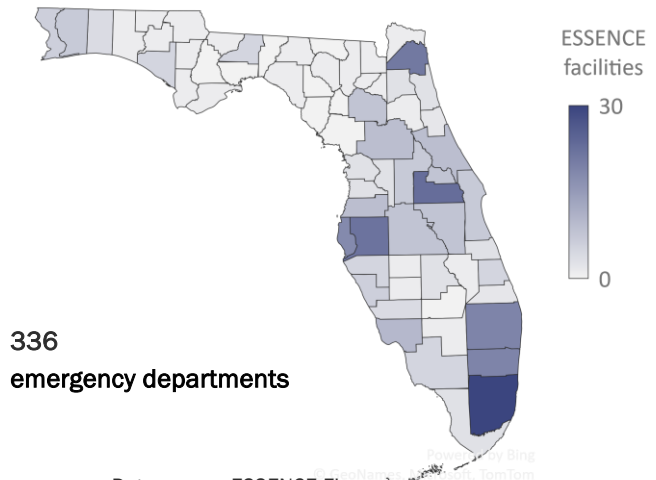 ESSENCE
facilities
30
0
336
emergency departments
Powered by Bing
© GeoNames, Microsoft, TomTom